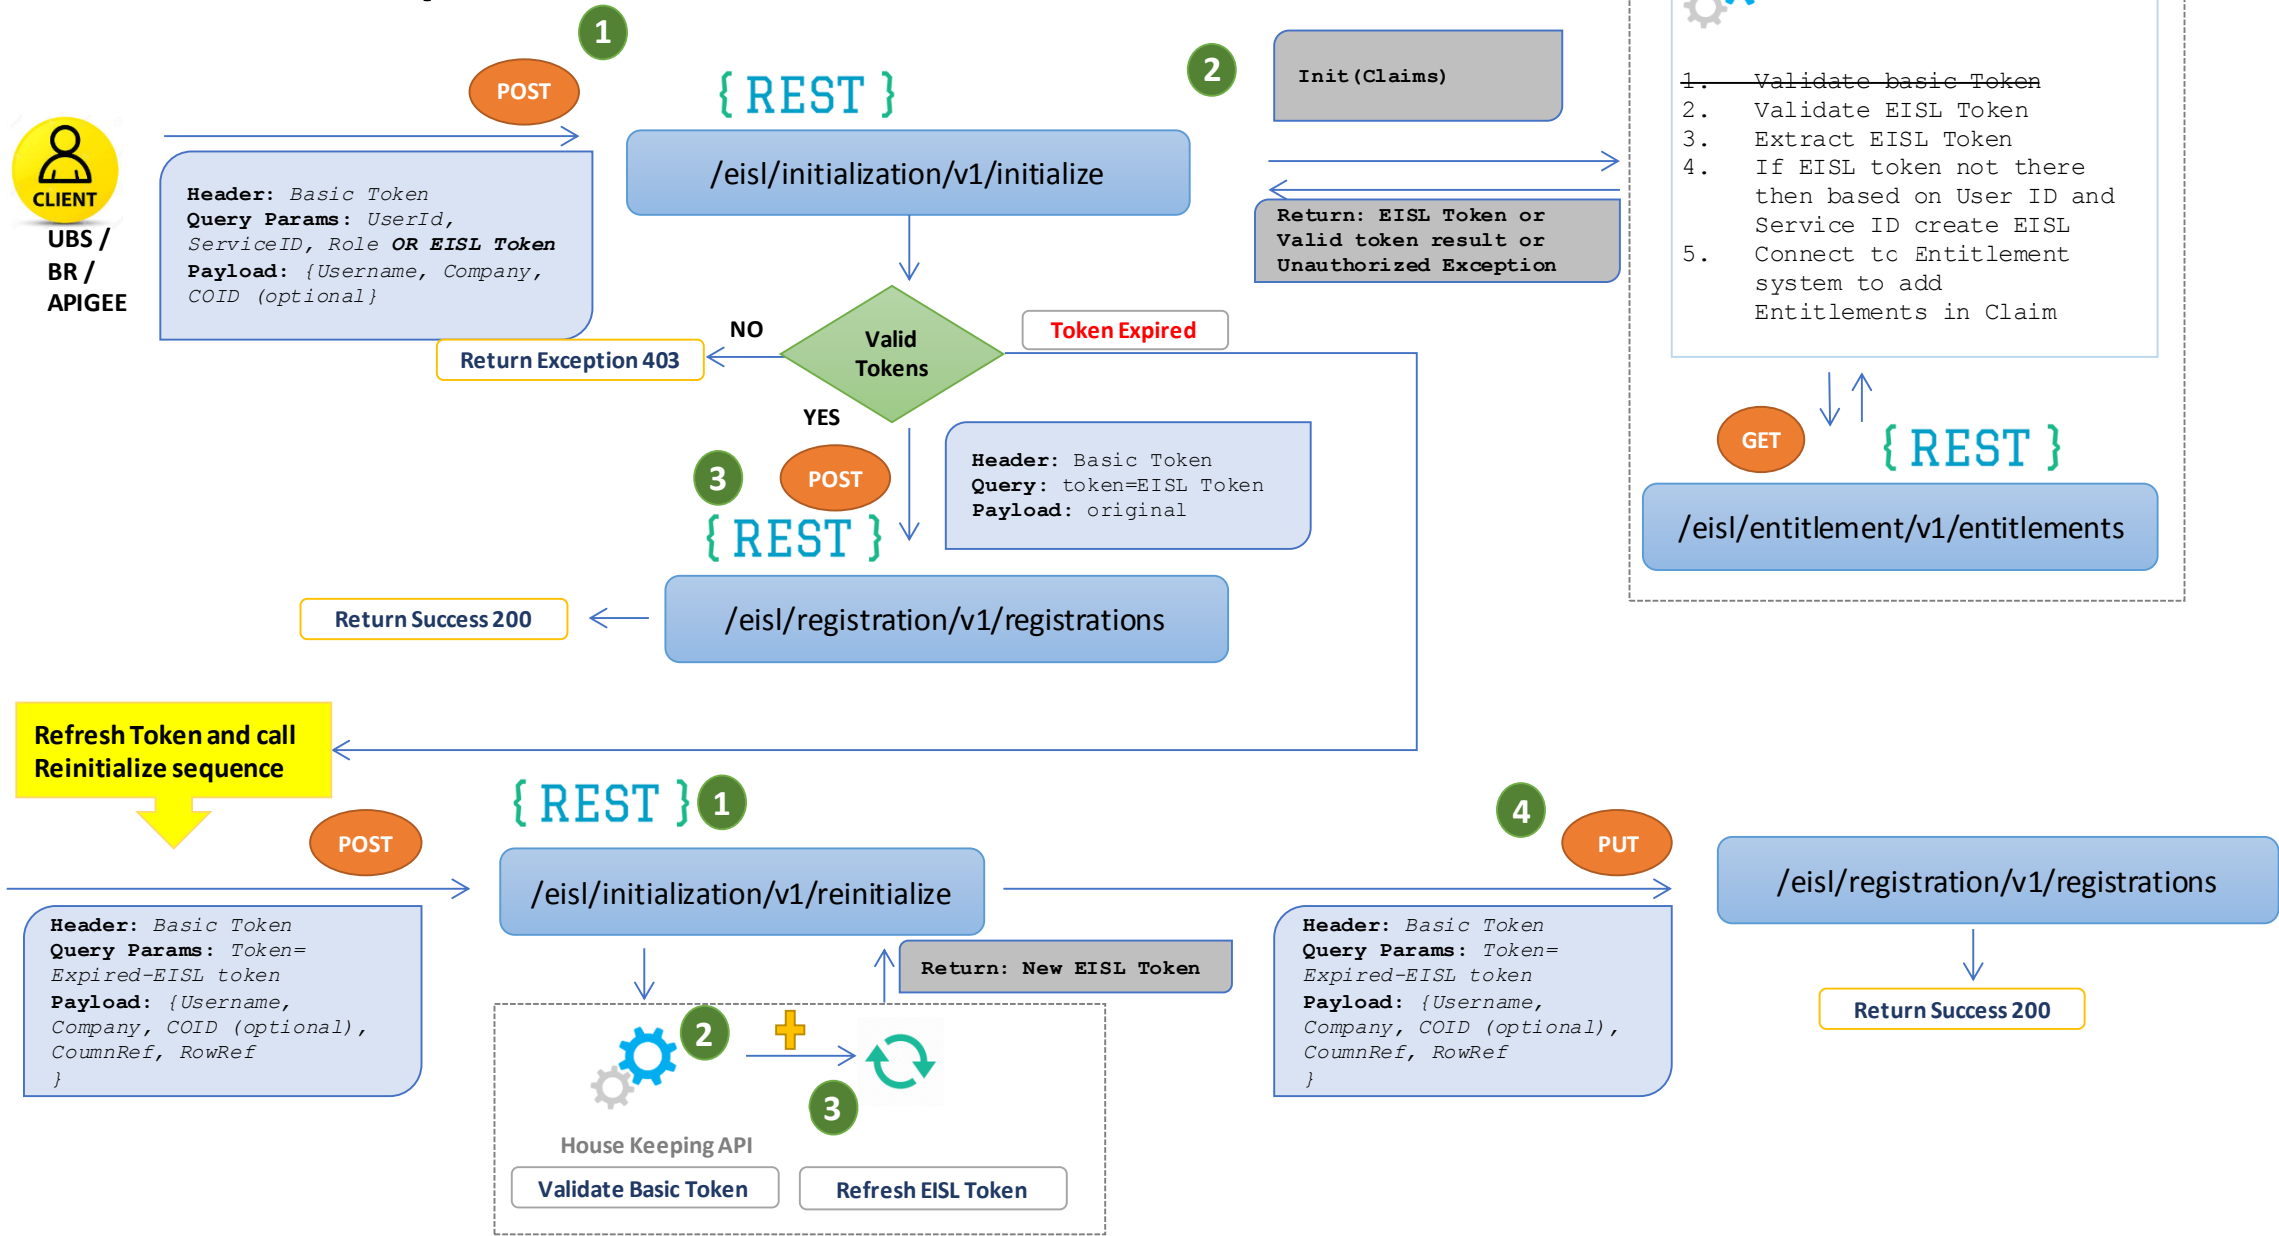 1
POST
{ REST }
CLIENT
UBS /
BR /
APIGEE
Header: Basic Token
Query Params: UserId,
ServiceID, Role OR EISL Token
Payload: {Username, Company,
COID (optional}
/eisl/initialization/v1/initialize
2
Init(Claims)
Return: EISL Token or
Valid token result or
Unauthorized Exception
1. Validate basic Token
2. Validate EISL Token
3. Extract EISL Token
4. If EISL token not there
then based on User ID and
Service ID create EISL
5. Connect to Entitlement
system to add
Entitlements in Claim
GET
{ REST }
/eisl/entitlement/v1/entitlements
NO
Return Exception 403
Valid
Tokens
Token Expired
YES
3
POST
{ REST }
Header: Basic Token
Query: token=EISL Token
Payload: original
/eisl/registration/v1/registrations
Return Success 200
Refresh Token and call
Reinitialize sequence
POST
{ REST }
1
Header: Basic Token
Query Params: Token=
Expired-EISL token
Payload: {Username,
Company, COID (optional),
CoumnRef, RowRef
}
/eisl/initialization/v1/reinitialize
Return: New EISL Token
2
3
House Keeping API
Validate Basic Token
Refresh EISL Token
4
PUT
Header: Basic Token
Query Params: Token=
Expired-EISL token
Payload: {Username,
Company, COID (optional),
CoumnRef, RowRef
}
/eisl/registration/v1/registrations
Return Success 200